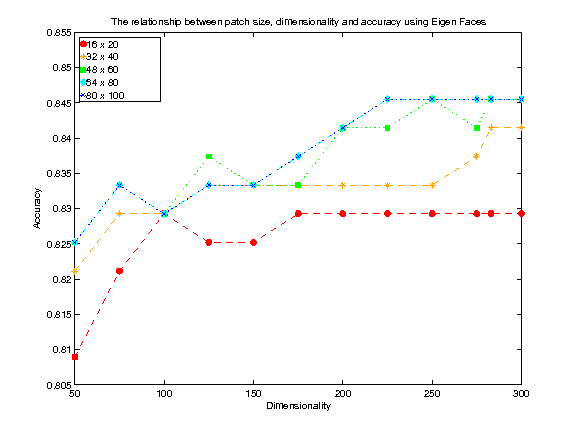 The relationship between patch size, dimensionality and accuracy using Eigen Faces
0.855
0.85
0.845
0.84
0.835
0.83
0.825
0.82
0.815
0.81
0.805
Accuracy
16 x 20
32 x 40
48 x 60
64 x 80
80 x 100
50
100
150
200
250
300
Dimensionality